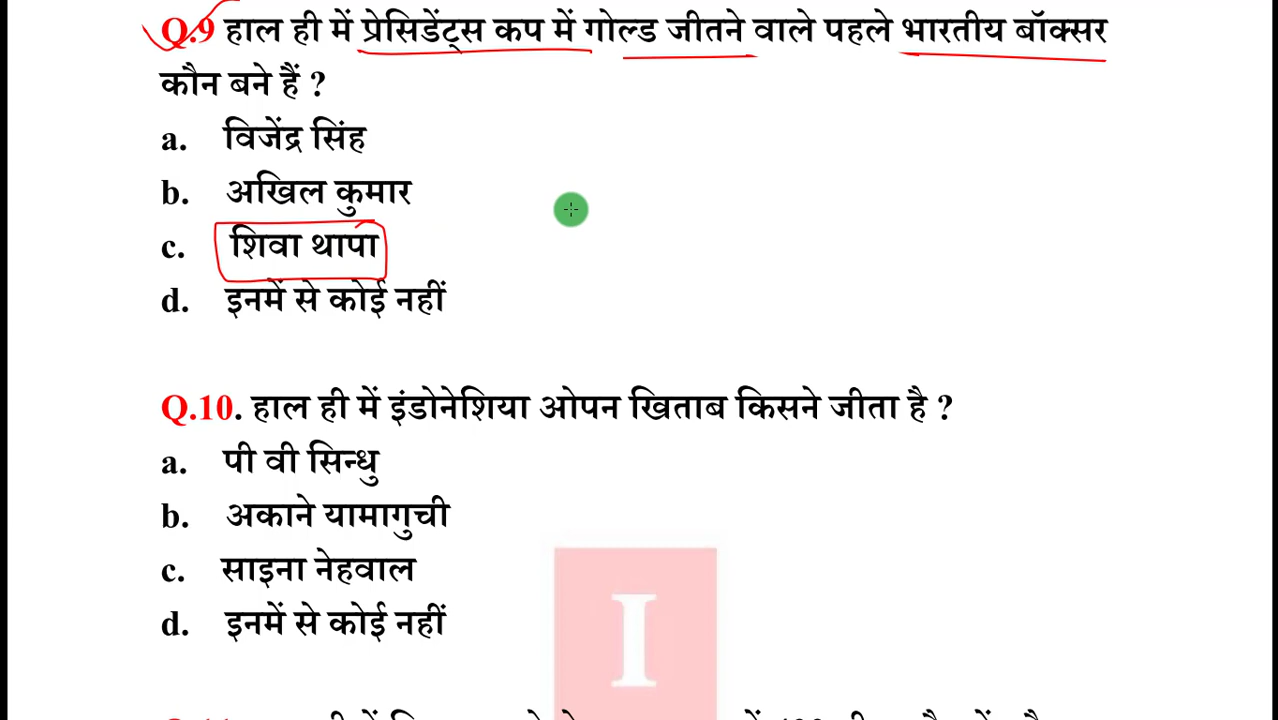 Q.9 हाल ही में प्रेसिडेंट्स कप में गोल्ड जीतने वाले पहले भारतीय बॉक्सर
कौन बने हैं ?
a. विजेंद्र सिंह
b. अखिल कुमार
c. शिवा थापा
d. इनमें से कोई नहीं
Q.10. हाल ही में इंडोनेशिया ओपन खिताब किसने जीता है ?
a. पी वी सिन्धु
b. अकाने यामागुची
c. साइना नेहवाल
d. इनमें से कोई नहीं
I